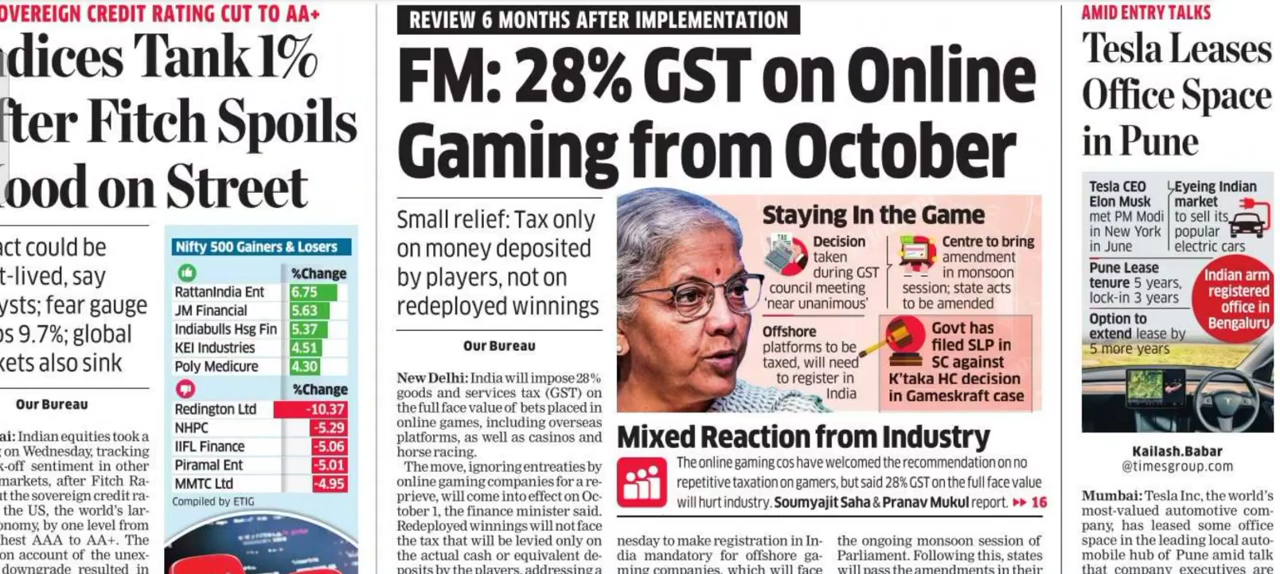 OVEREIGN CREDIT RATING CUT TO AA+
dices Tank 1%
fter Fitch Spoils
ood on Street
act could be
t-lived, say
ysts; fear gauge
ps 9.7%; global
kets also sink
Our Bureau
ai: Indian equities took a
g on Wednesday, tracking
k-off sentiment in other
markets, after Fitch Ra-
ut the sovereign credit ra-
the US, the world's lar-
onomy, by one level from
hest AAA to AA+. The
on account of the unex-
downgrade resulted in
Nifty 500 Gainers & Losers
%Change
RattanIndia Ent 6.75
JM Financial 5.63
Indiabulls Hsg Fin 5.37
KEI Industries 4.51
Poly Medicure 4.30
%Change
Redington Ltd -10.37
NHPC -5.29
IIFL Finance -5.06
Piramal Ent -5.01
MMTC Ltd -4.95
Compiled by ETIG
REVIEW 6 MONTHS AFTER IMPLEMENTATION
FM: 28% GST on Online
Gaming from October
Small relief: Tax only
on money deposited
by players, not on
redeployed winnings
Our Bureau
New Delhi: India will impose 28%
goods and services tax (GST) on
the full face value of bets placed in
online games, including overseas
platforms, as well as casinos and
horse racing.
The move, ignoring entreaties by
online gaming companies for a re-
prieve, will come into effect on Oc-
tober 1, the finance minister said.
Redeployed winnings will not face
the tax that will be levied only on
the actual cash or equivalent de-
posits by the players, addressing a
Staying In the Game
TAX
Decision
taken
during GST
council meeting
'near unanimous'
Centre to bring
amendment
in monsoon
session; state acts
to be amended
Offshore
platforms to be
taxed, will need
to register in
India
Govt has
filed SLP in
SC against
K'taka HC decision
in Gameskraft case
Mixed Reaction from Industry
The online gaming cos have welcomed the recommendation on no
repetitive taxation on gamers, but said 28% GST on the full face value
will hurt industry. Soumyajit Saha & Pranav Mukul report. 16
nesday to make registration in In-
dia mandatory for offshore ga-
ming companies, which will face
the ongoing monsoon session of
Parliament. Following this, states
will pass the amendments in their
AMID ENTRY TALKS
Tesla Leases
Office Space
in Pune
Tesla CEO
Elon Musk
met PM Modi
in New York
in June
Eyeing Indian
market
to sell its
popular
electric cars
Pune Lease
tenure 5 years,
lock-in 3 years
Option to
extend lease by
5 more years
Indian arm
registered
office in
Bengaluru
Kailash.Babar
@timesgroup.com
Mumbai: Tesla Inc, the world's
most-valued automotive com-
pany, has leased some office
space in the leading local auto-
mobile hub of Pune amid talk
that company executives are